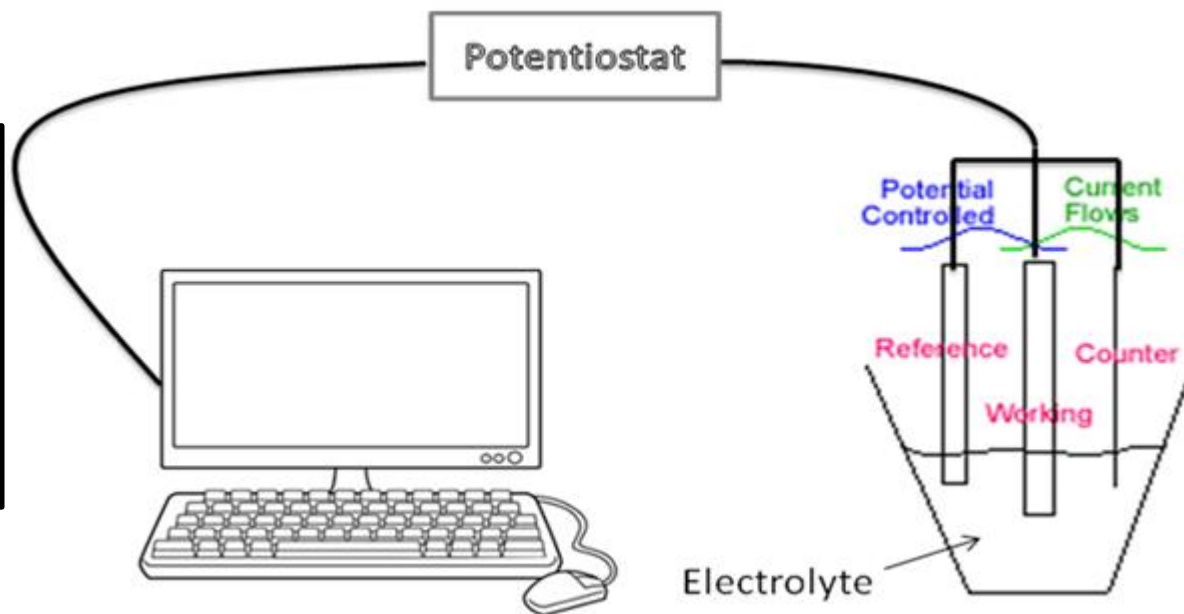 Potentiostat
Potential
Controlled
Current
Flows
Reference
Counter
Working
Electrolyte